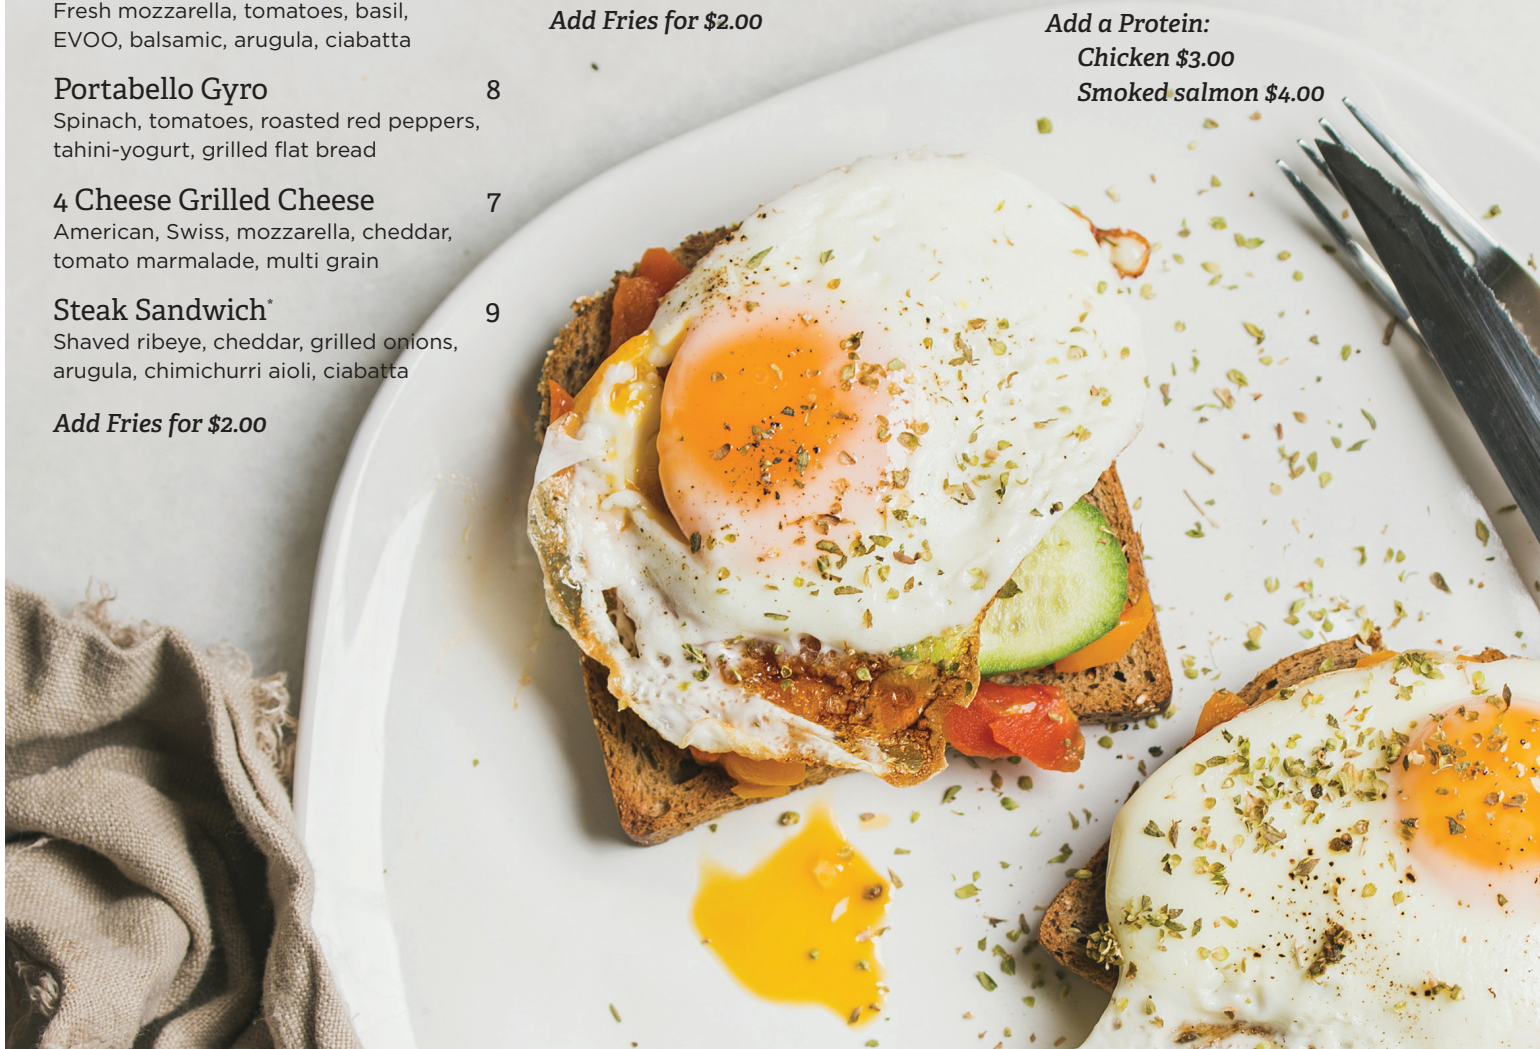 Fresh mozzarella, tomatoes, basil,
EVOO, balsamic, arugula, ciabatta
Portabello Gyro 8
Spinach, tomatoes, roasted red peppers,
tahini-yogurt, grilled flat bread
4 Cheese Grilled Cheese 7
American, Swiss, mozzarella, cheddar,
tomato marmalade, multi grain
Steak Sandwich* 9
Shaved ribeye, cheddar, grilled onions,
arugula, chimichurri aioli, ciabatta
Add Fries for $2.00
Add Fries for $2.00
Add a Protein:
Chicken $3.00
Smoked salmon $4.00